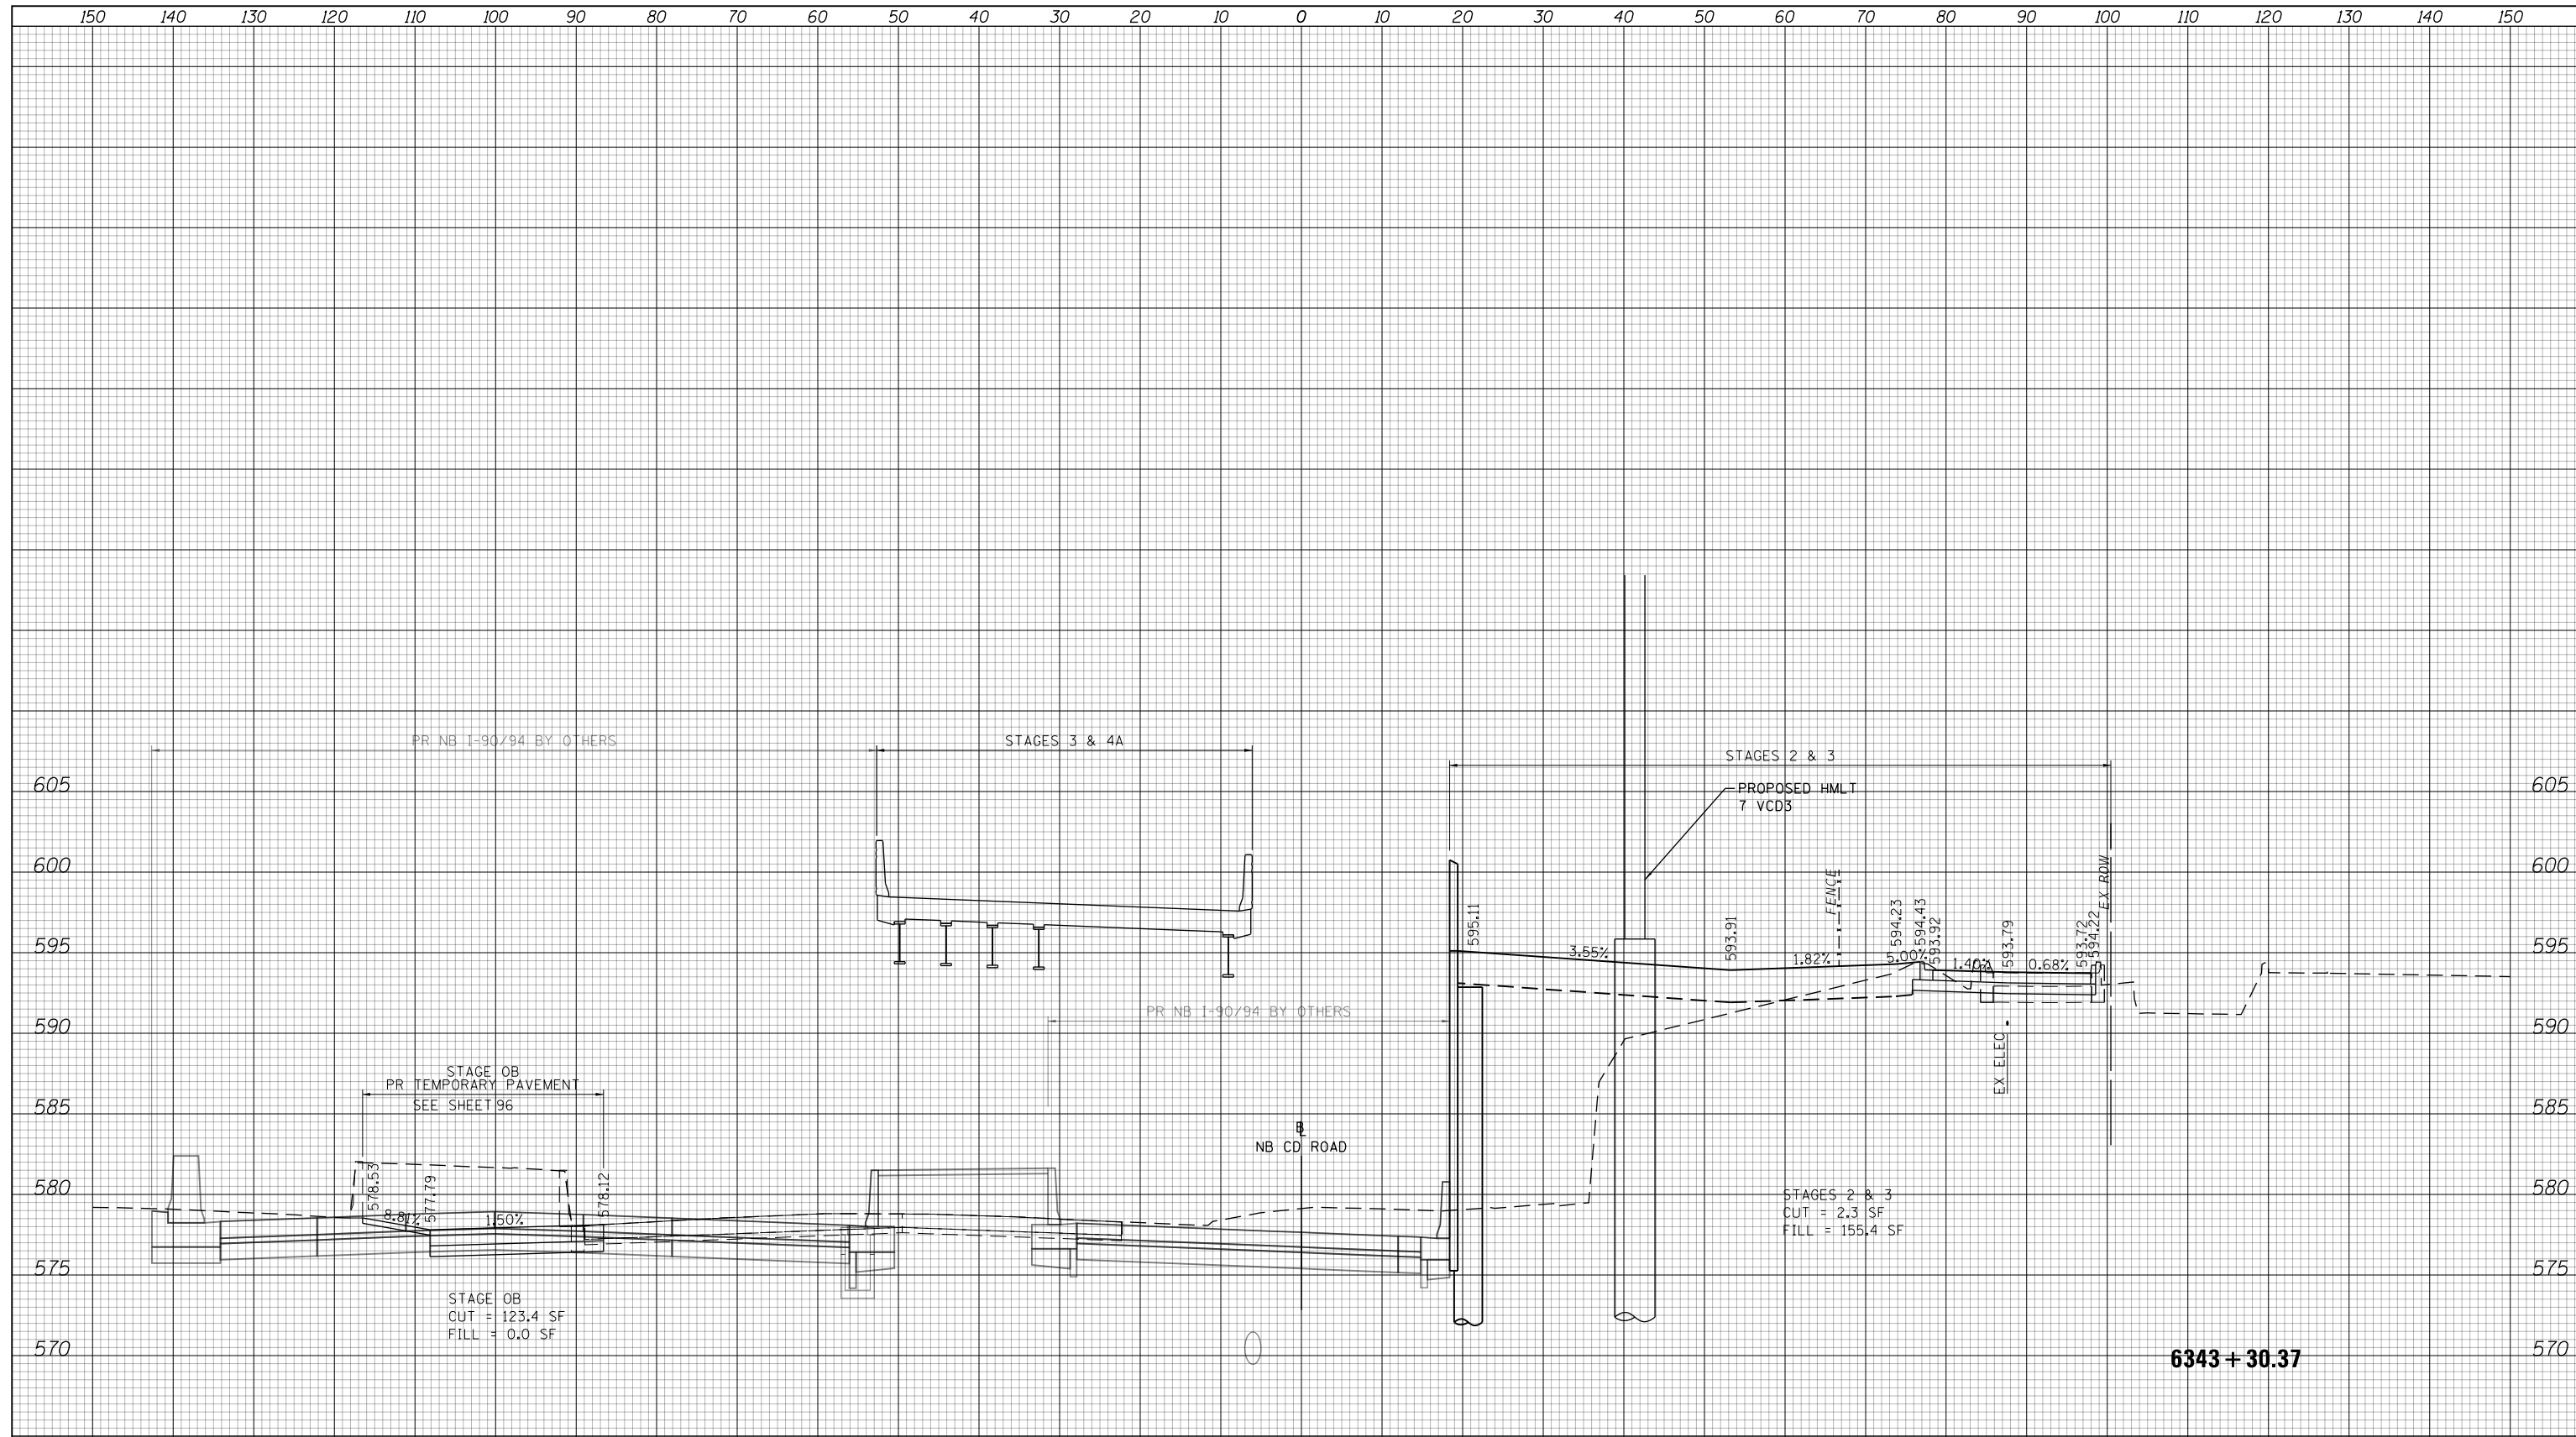 150 140 130 120 110 100 90 80 70 60 50 40 30 20 10 0 10 20 30 40 50 60 70 80 90 100 110 120 130 140 150
PR NB I-90/94 BY OTHERS
STAGES 3 & 4A
STAGES 2 & 3
605
PROPOSED HMLT
7 VCD3
605
600
600
FENCE
EX ROW
595
595.11
3.55%
593.91
1.82%
594.23
5.00%
594.43
593.92
1.40%
593.79
0.68%
593.72
594.22
595
PR NB I-90/94 BY OTHERS
590
EX ELEC
590
STAGE 0B
PR TEMPORARY PAVEMENT
SEE SHEET 96
585
585
NB CD ROAD
580
578.53
8.81%
577.79
1.50%
578.12
580
STAGES 2 & 3
CUT = 2.3 SF
FILL = 155.4 SF
575
575
STAGE 0B
CUT = 123.4 SF
FILL = 0.0 SF
570
570
6343+30.37